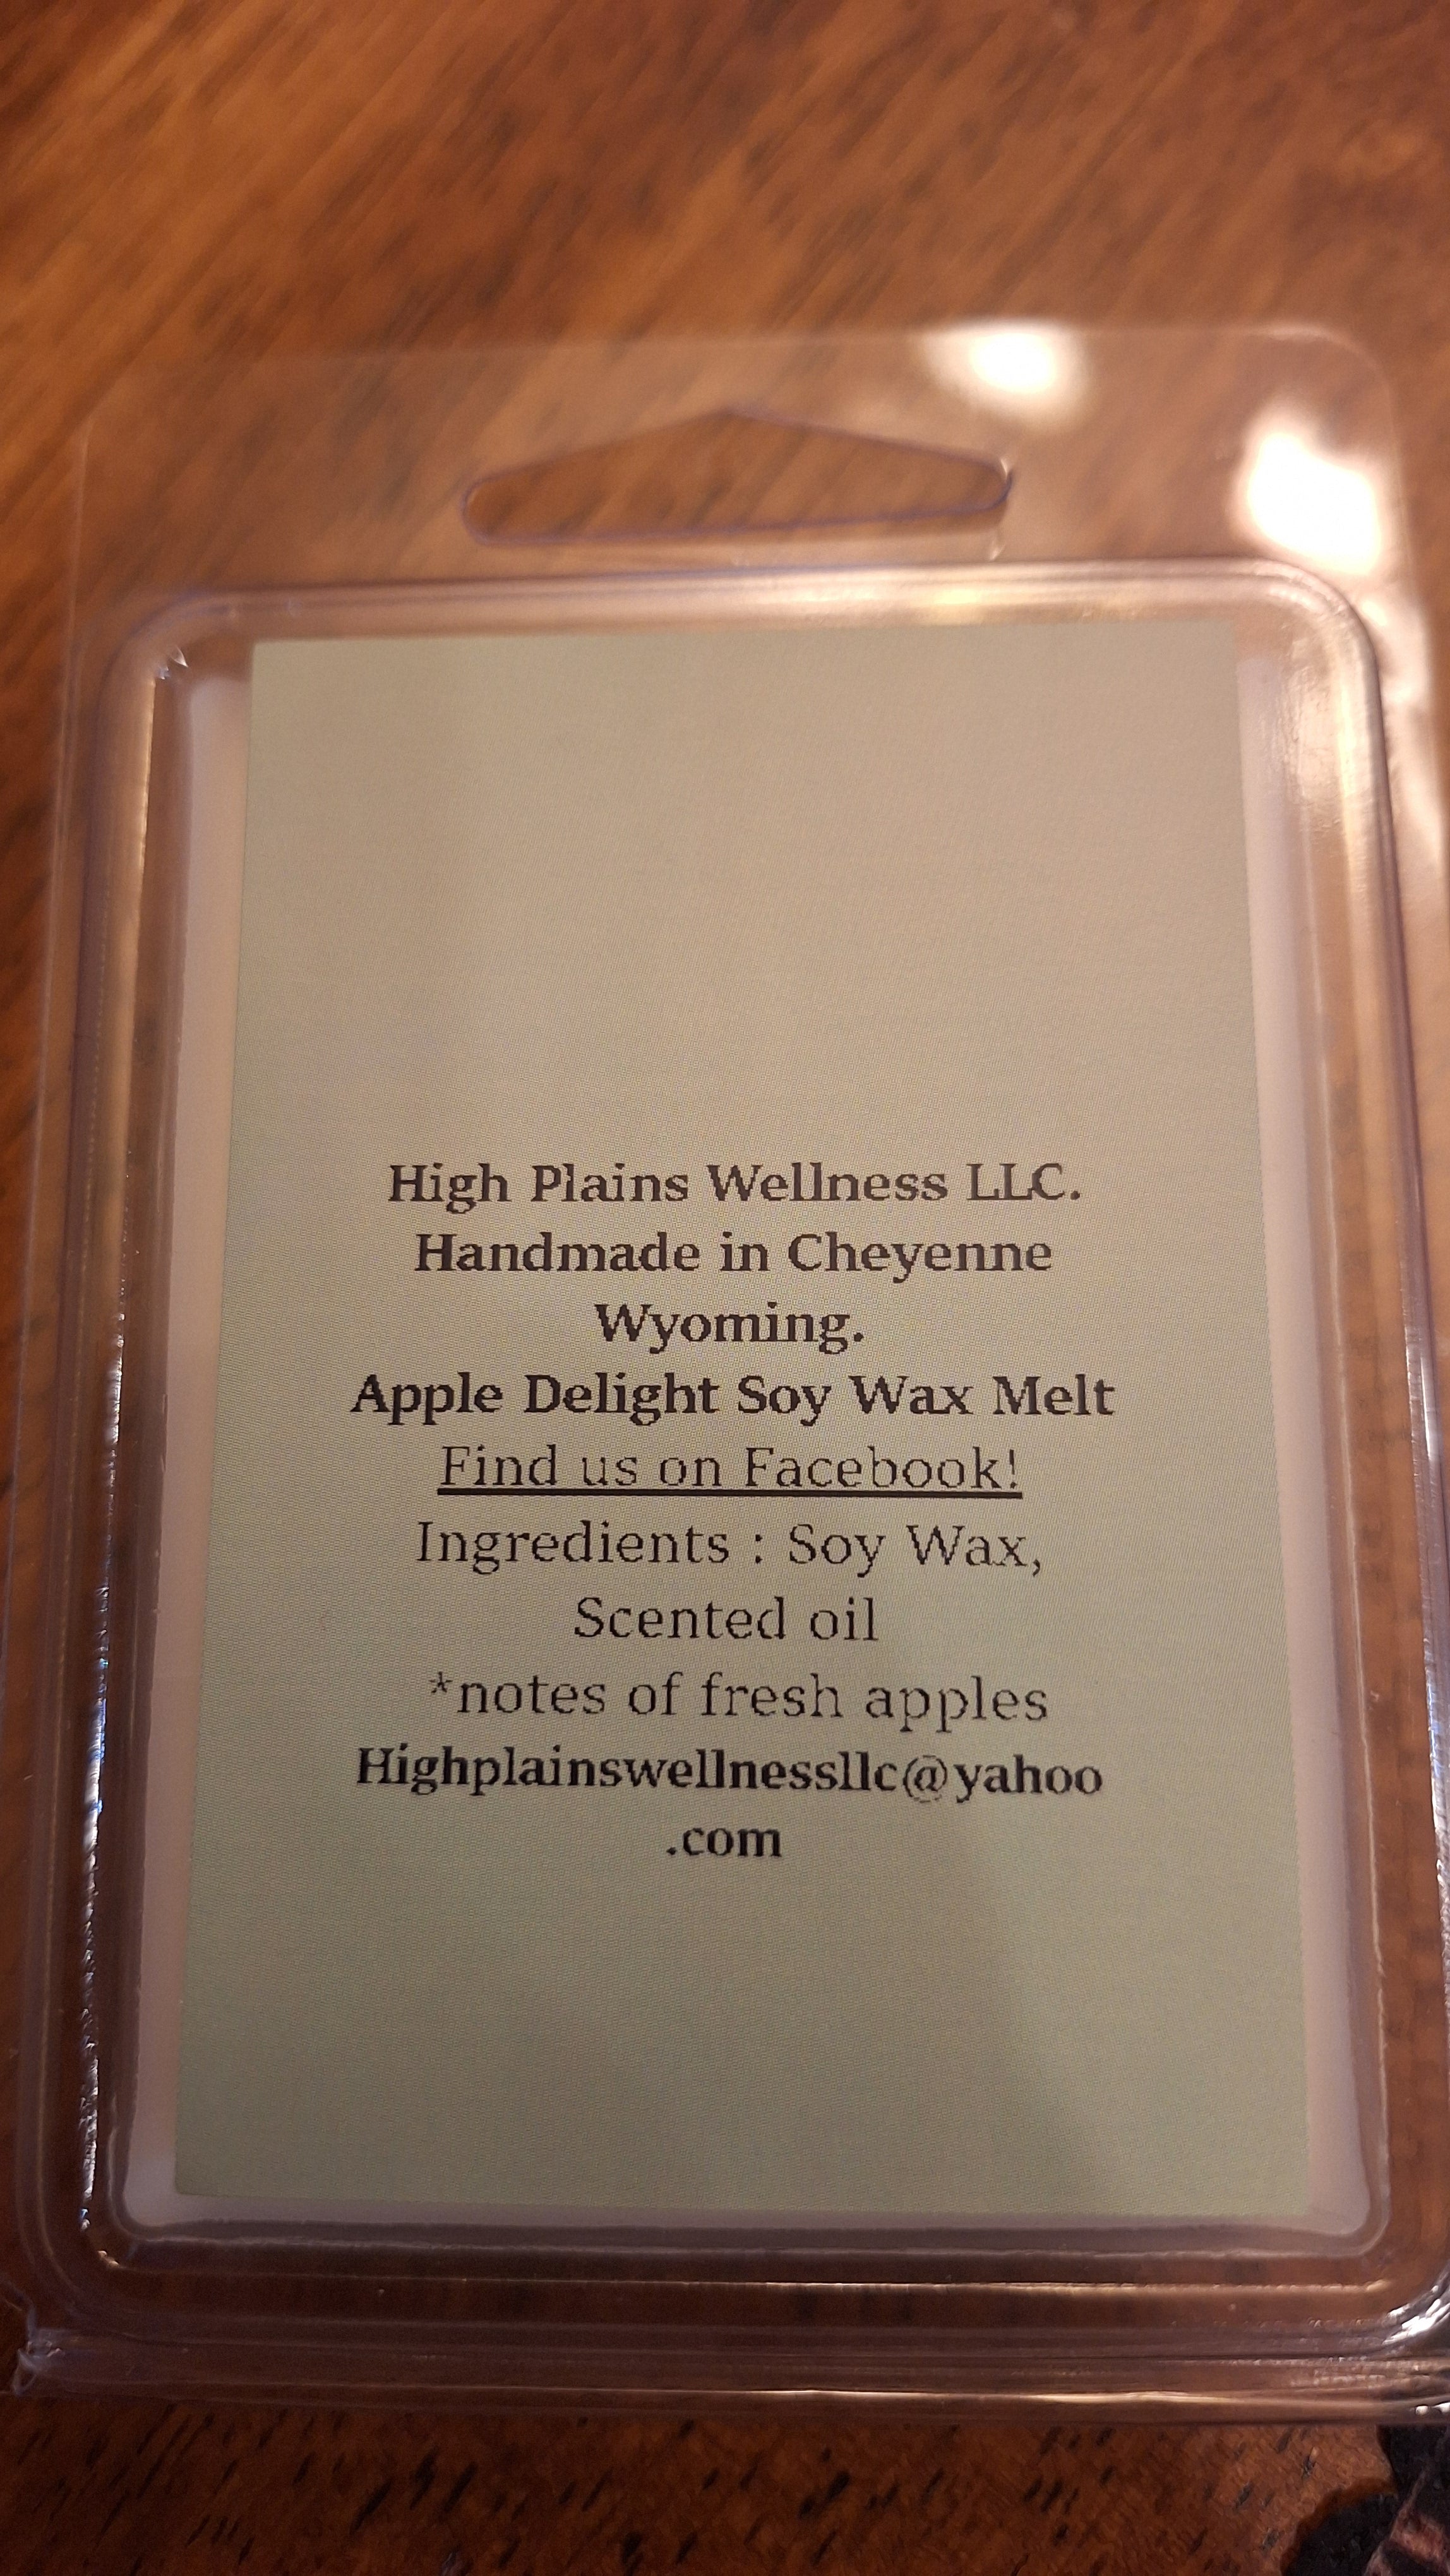 High Plains Wellness LLC.
Handmade in Cheyenne
Wyoming.
Apple Delight Soy Wax Melt
Find us on Facebook!
Ingredients : Soy Wax,
Scented oil
*notes of fresh apples
Highplainswellnessllc@yahoo
.com